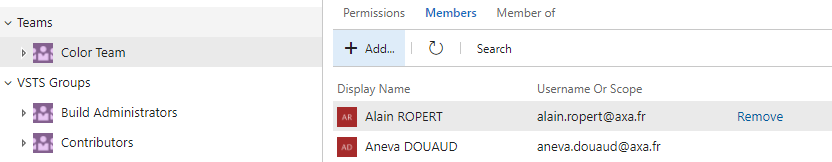 Teams
Color Team
VSTS Groups
Build Administrators
Contributors
Permissions Members Member of
+ Add... Search
Display Name Username Or Scope
AR Alain ROPERT alain.ropert@axa.fr Remove
AD Aneva DOUAUD aneva.douaud@axa.fr